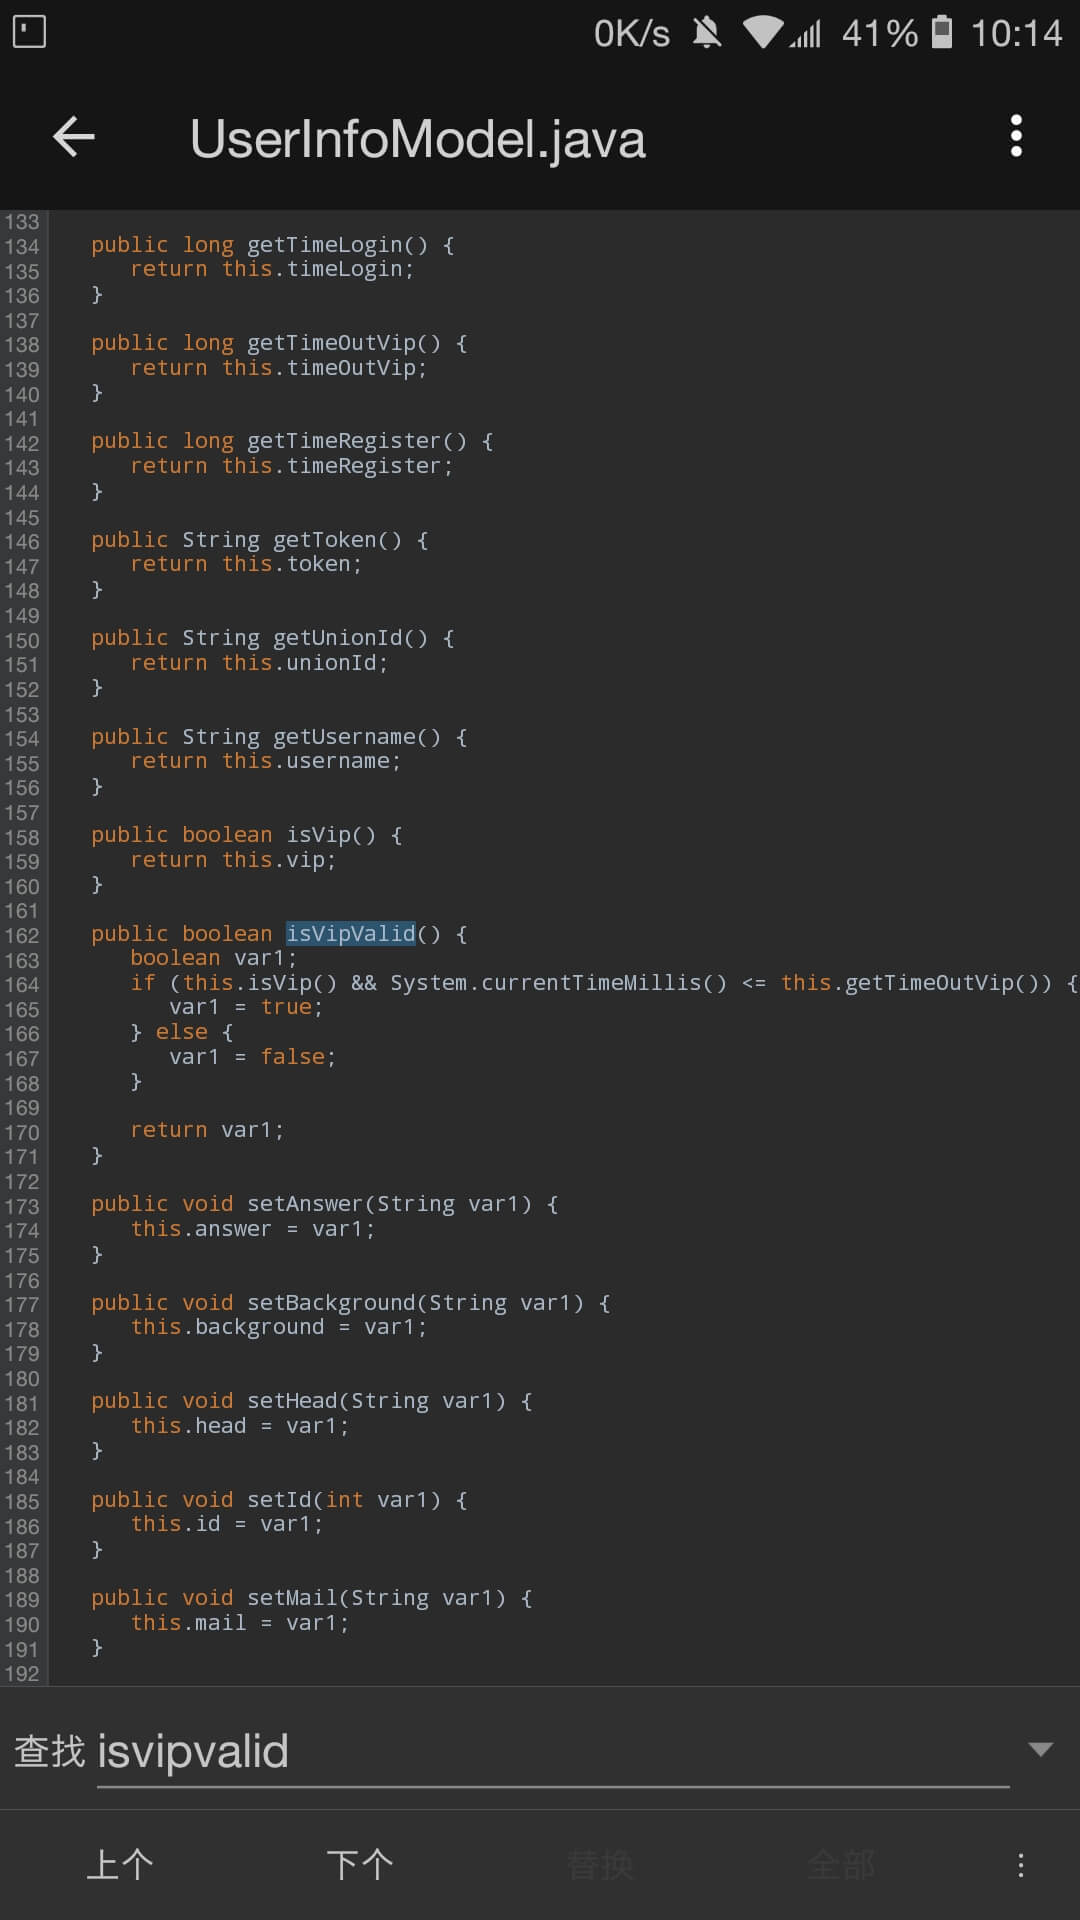 0K/s 41% 10:14
UserInfoModel.java
133
134 public long getTimeLogin() {
135 return this.timeLogin;
136 }
137
138 public long getTimeOutVip() {
139 return this.timeOutVip;
140 }
141
142 public long getTimeRegister() {
143 return this.timeRegister;
144 }
145
146 public String getToken() {
147 return this.token;
148 }
149
150 public String getUnionId() {
151 return this.unionId;
152 }
153
154 public String getUsername() {
155 return this.username;
156 }
157
158 public boolean isVip() {
159 return this.vip;
160 }
161
162 public boolean isVipValid() {
163 boolean var1;
164 if (this.isVip() && System.currentTimeMillis() <= this.getTimeOutVip()) {
165 var1 = true;
166 } else {
167 var1 = false;
168 }
169
170 return var1;
171 }
172
173 public void setAnswer(String var1) {
174 this.answer = var1;
175 }
176
177 public void setBackground(String var1) {
178 this.background = var1;
179 }
180
181 public void setHead(String var1) {
182 this.head = var1;
183 }
184
185 public void setId(int var1) {
186 this.id = var1;
187 }
188
189 public void setMail(String var1) {
190 this.mail = var1;
191 }
192
查找 isvipvalid
上个 下个 替换 全部